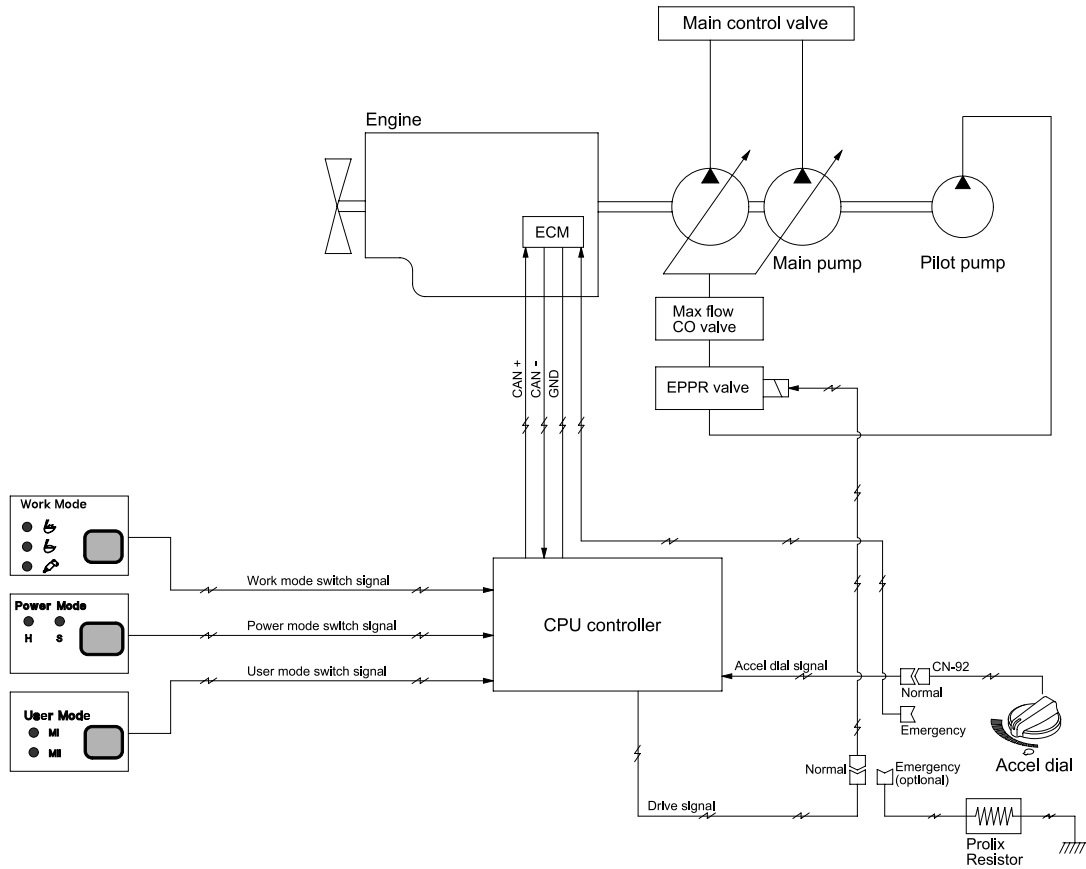 Main control valve
Engine
ECM
Main pump
Pilot pump
Max flow
CO valve
EPPR valve
CAN +
CAN -
GND
Work Mode
Work mode switch signal
Power Mode
H S
Power mode switch signal
User mode switch signal
User Mode
MI
MII
CPU controller
Accel dial signal
CN-92
Normal
Emergency
Accel dial
Normal
Emergency
(optional)
Drive signal
Prolix
Resistor